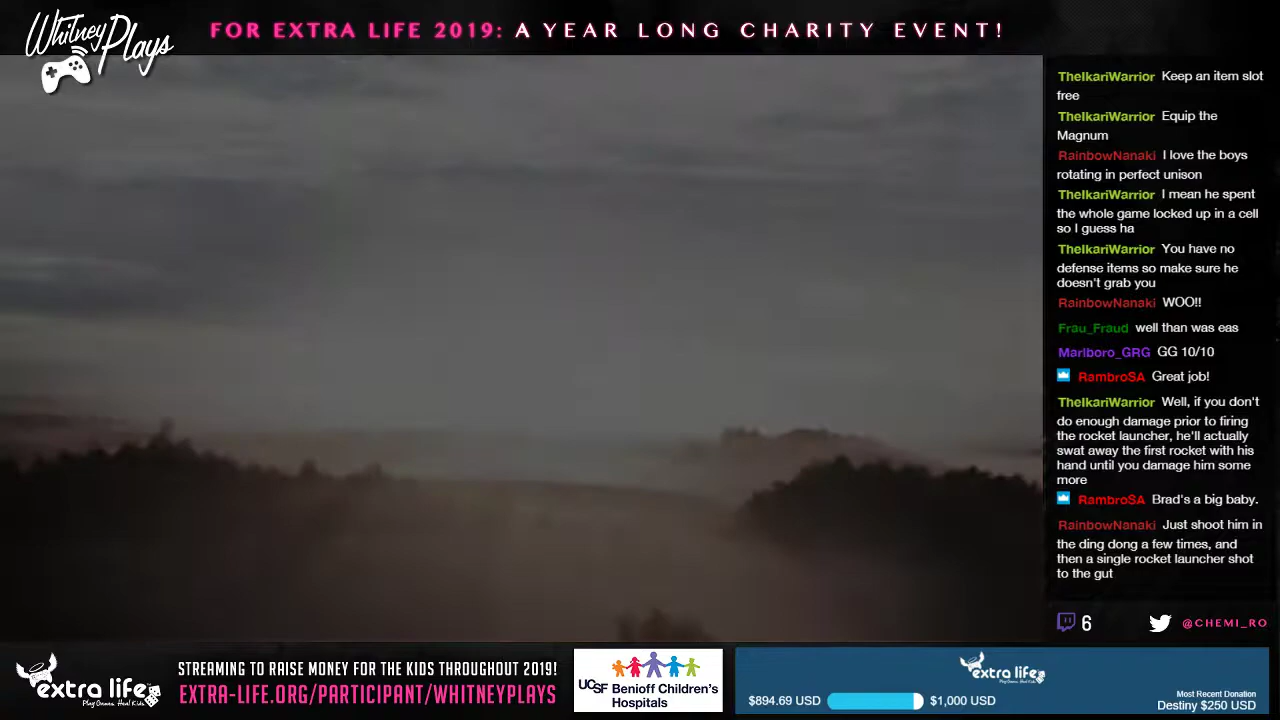 Whitney Plays
FOR EXTRA LIFE 2019: A YEAR LONG CHARITY EVENT!
TheIkariWarrior Keep an item slot
free
TheIkariWarrior Equip the
Magnum
RainbowNanaki I love the boys
rotating in perfect unison
TheIkariWarrior I mean he spent
the whole game locked up in a cell
so I guess ha
TheIkariWarrior You have no
defense items so make sure he
doesn't grab you
RainbowNanaki WOO!!
Frau_Fraud well than was eas
Marlboro_GRG GG 10/10
RambroSA Great job!
TheIkariWarrior Well, if you don't
do enough damage prior to firing
the rocket launcher, he'll actually
swat away the first rocket with his
hand until you damage him some
more
RambroSA Brad's a big baby.
RainbowNanaki Just shoot him in
the ding dong a few times, and
then a single rocket launcher shot
to the gut
6 @CHEMI_RO
extra life
Play Games. Heal Kids.
STREAMING TO RAISE MONEY FOR THE KIDS THROUGHOUT 2019!
EXTRA-LIFE.ORG/PARTICIPANT/WHITNEYPLAYS
UCSF Benioff Children's
Hospitals
extra life
Play Games. Heal Kids.
$894.69 USD $1,000 USD
Most Recent Donation
Destiny $250 USD